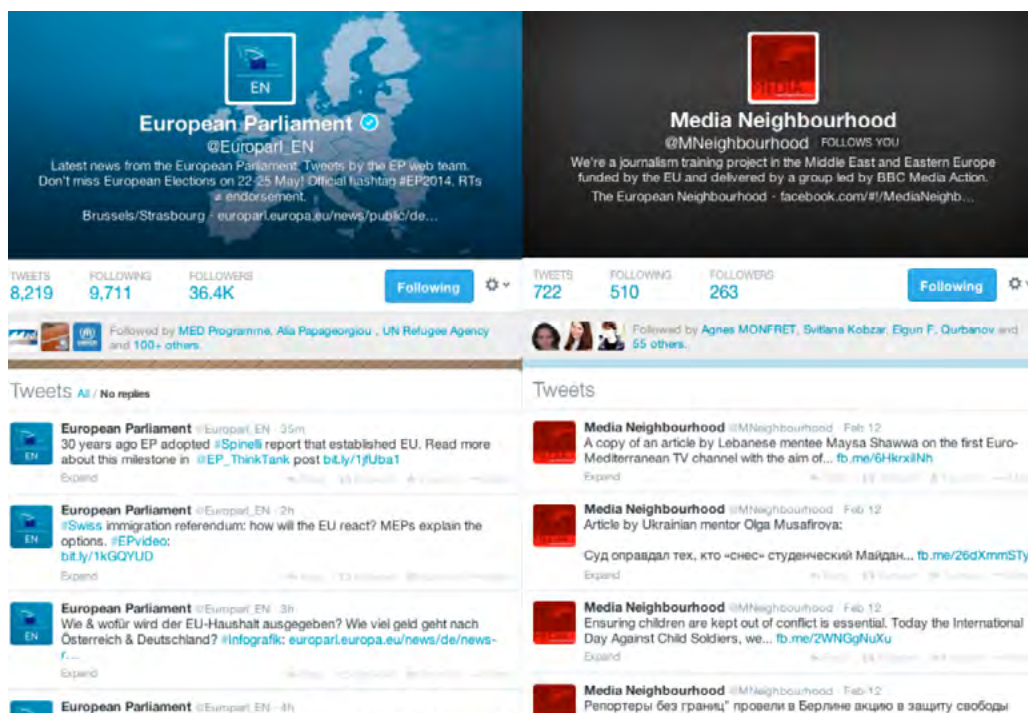 EN
European Parliament
@Europarl_EN
Latest news from the European Parliament. Tweets by the EP web team.
Don't miss European Elections on 22-25 May! Official hashtag #EP2014. RTs
≠ endorsement.
Brussels/Strasbourg · europarl.europa.eu/news/public/de...
TWEETS FOLLOWING FOLLOWERS
8,219 9,711 36.4K Following
Followed by MED Programme, Alia Papageorgiou , UN Refugee Agency
and 100+ others.
Tweets All / No replies
European Parliament @Europarl_EN · 35m
30 years ago EP adopted #Spinelli report that established EU. Read more
about this milestone in @EP_ThinkTank post bit.ly/1jfUba1
Expand
EN
European Parliament @Europarl_EN · 2h
#Swiss immigration referendum: how will the EU react? MEPs explain the
options. #EPvideo:
bit.ly/1kGQYUD
Expand
EN
European Parliament @Europarl_EN · 3h
Wie & wofür wird der EU-Haushalt ausgegeben? Wie viel geld geht nach
Österreich & Deutschland? #Infografik: europarl.europa.eu/news/de/news-
r...
Expand
EN
European Parliament @Europarl_EN · 4h
MEDIA
Media Neighbourhood
@MNeighbourhood FOLLOWS YOU
We're a journalism training project in the Middle East and Eastern Europe
funded by the EU and delivered by a group led by BBC Media Action.
The European Neighbourhood · facebook.com/#!/MediaNeighb...
TWEETS FOLLOWING FOLLOWERS
722 510 263 Following
Followed by Agnes MONFRET, Svitlana Kobzar, Elgun F. Qurbanov and
55 others.
Tweets
Media Neighbourhood @MNeighbourhood · Feb 12
A copy of an article by Lebanese mentee Maysa Shawwa on the first Euro-
Mediterranean TV channel with the aim of... fb.me/6HkrxilNh
Expand
Media Neighbourhood @MNeighbourhood · Feb 12
Article by Ukrainian mentor Olga Musafirova:
Суд оправдал тех, кто «снес» студенческий Майдан... fb.me/26dXmmSTy
Expand
Media Neighbourhood @MNeighbourhood · Feb 12
Ensuring children are kept out of conflict is essential. Today the International
Day Against Child Soldiers, we... fb.me/2WNGgNuXu
Expand
Media Neighbourhood @MNeighbourhood · Feb 12
Репортеры без границ" провели в Берлине акцию в защиту свободы